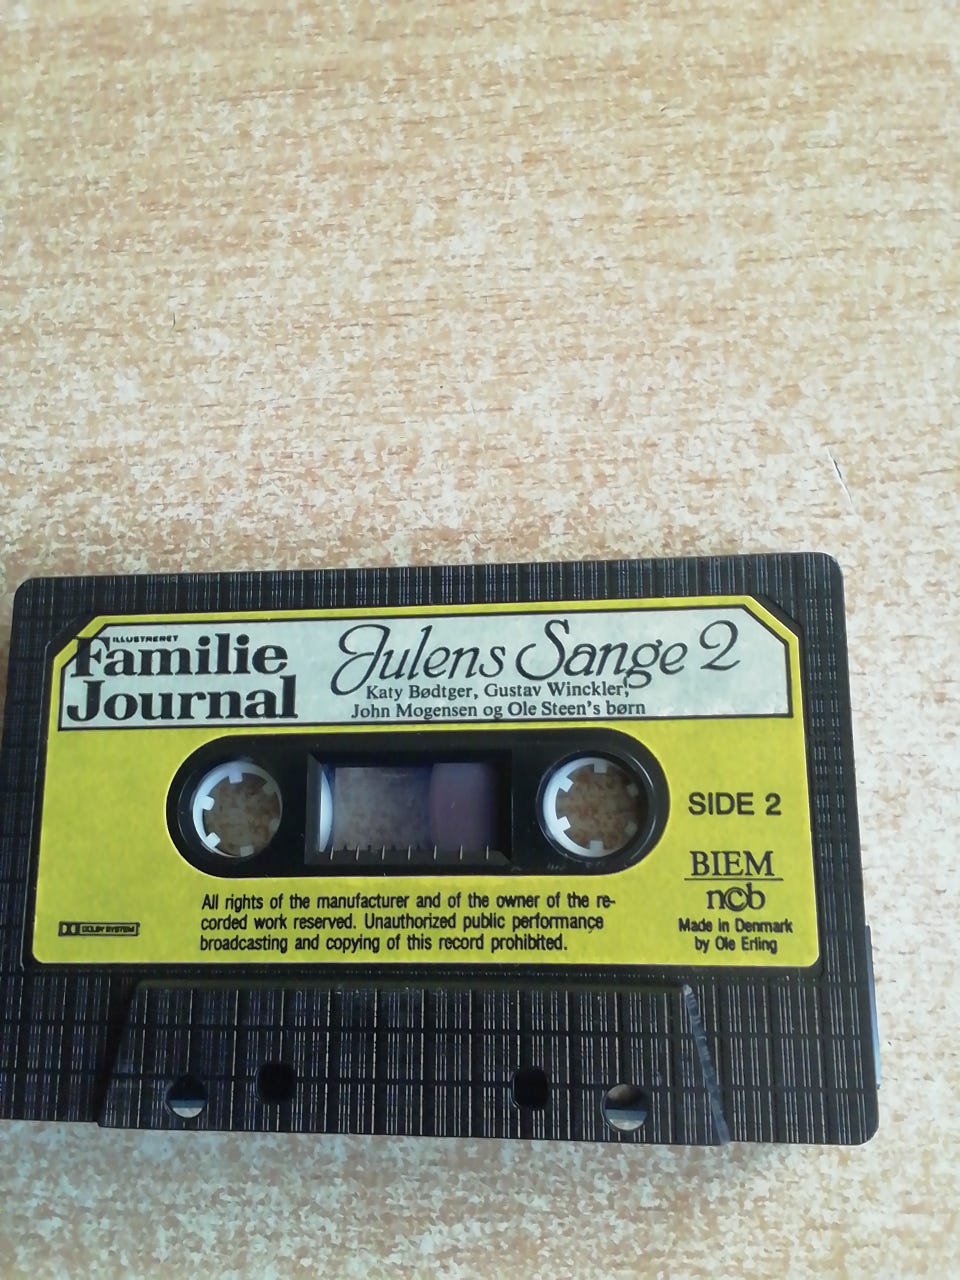 ILLUSTRERET
Familie
Journal
Julens Sange 2
Katy Bødtger, Gustav Winckler,
John Mogensen og Ole Steen's børn
SIDE 2
BIEM
ncb
Made in Denmark
by Ole Erling
All rights of the manufacturer and of the owner of the re-
corded work reserved. Unauthorized public performance
broadcasting and copying of this record prohibited.
DOLBY SYSTEM